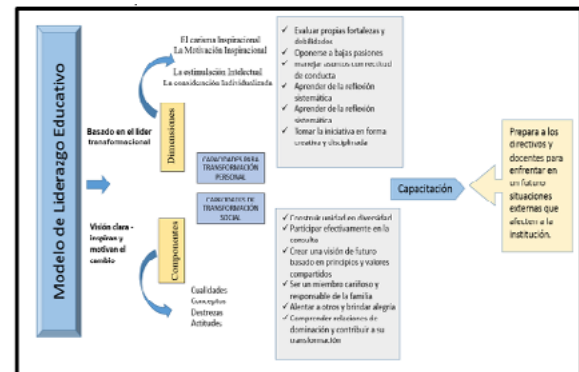 Modelo de Liderazgo Educativo
Basado en el líder
transformacional
Visión clara -
inspiran y
motivan el
cambio
El carisma Inspiracional
La Motivación Inspiracional
La estimulación Intelectual
La consideración Individualizada
Dimensiones
Componentes
Cualidades
Conceptos
Destrezas
Actitudes
CAPACIDADES PARA
TRANSFORMACIÓN
PERSONAL
CAPACIDADES DE
TRANSFORMACIÓN
SOCIAL
✓ Evaluar propias fortalezas y
debilidades
✓ Oponerse a bajas pasiones
✓ manejar asuntos con rectitud de
conducta
✓ Aprender de la reflexión
sistemática
✓ Aprender de la reflexión
sistemática
✓ Tomar la iniciativa en forma
creativa y disciplinada
✓ Construir unidad en diversidad
✓ Participar efectivamente en la
consulta
✓ Crear una visión de futuro
basado en principios y valores
compartidos
✓ Ser un miembro cariñoso y
responsable de la familia
✓ Alentar a otros y brindar alegría
✓ Comprender relaciones de
dominación y contribuir a su
transformación
Capacitación
Prepara a los
directivos y
docentes para
enfrentar en
un futuro
situaciones
externas que
afecten a la
institución.